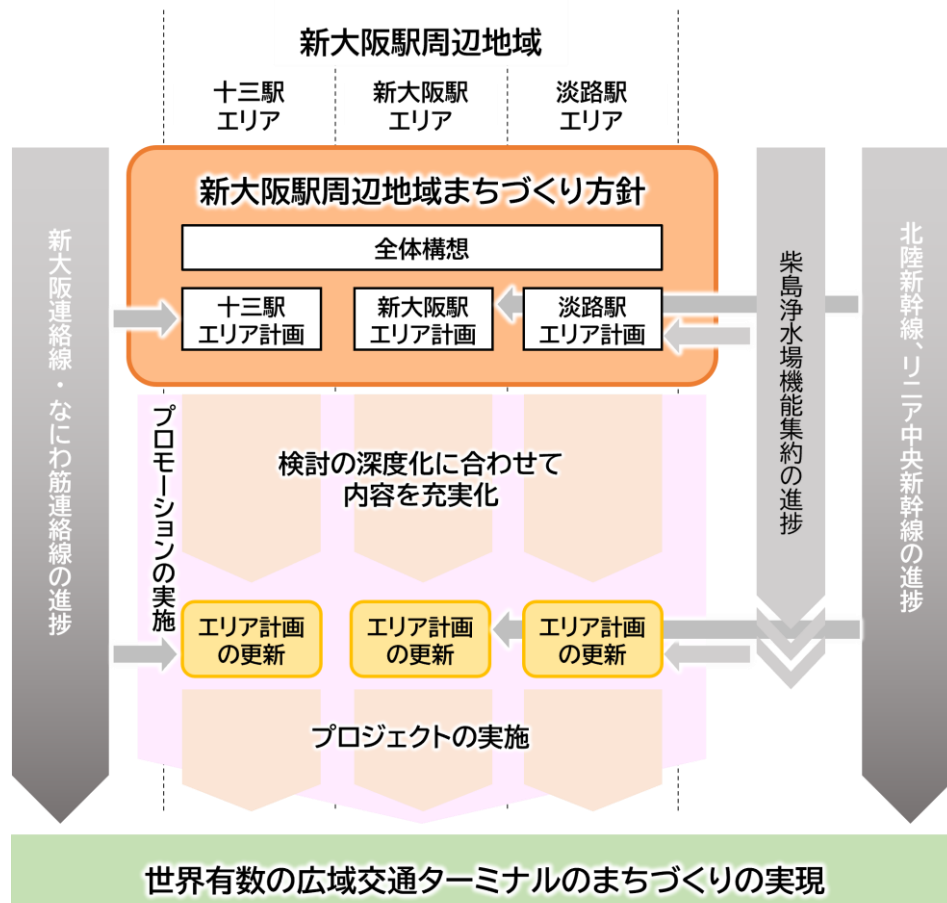 新大阪駅周辺地域
十三駅
エリア
新大阪駅
エリア
淡路駅
エリア
新大阪駅周辺地域まちづくり方針
全体構想
十三駅
エリア計画
新大阪駅
エリア計画
淡路駅
エリア計画
新大阪連絡線・なにわ筋連絡線の進捗
柴島浄水場機能集約の進捗
北陸新幹線、リニア中央新幹線の進捗
プロモーションの実施
検討の深度化に合わせて
内容を充実化
エリア計画
の更新
エリア計画
の更新
エリア計画
の更新
プロジェクトの実施
世界有数の広域交通ターミナルのまちづくりの実現